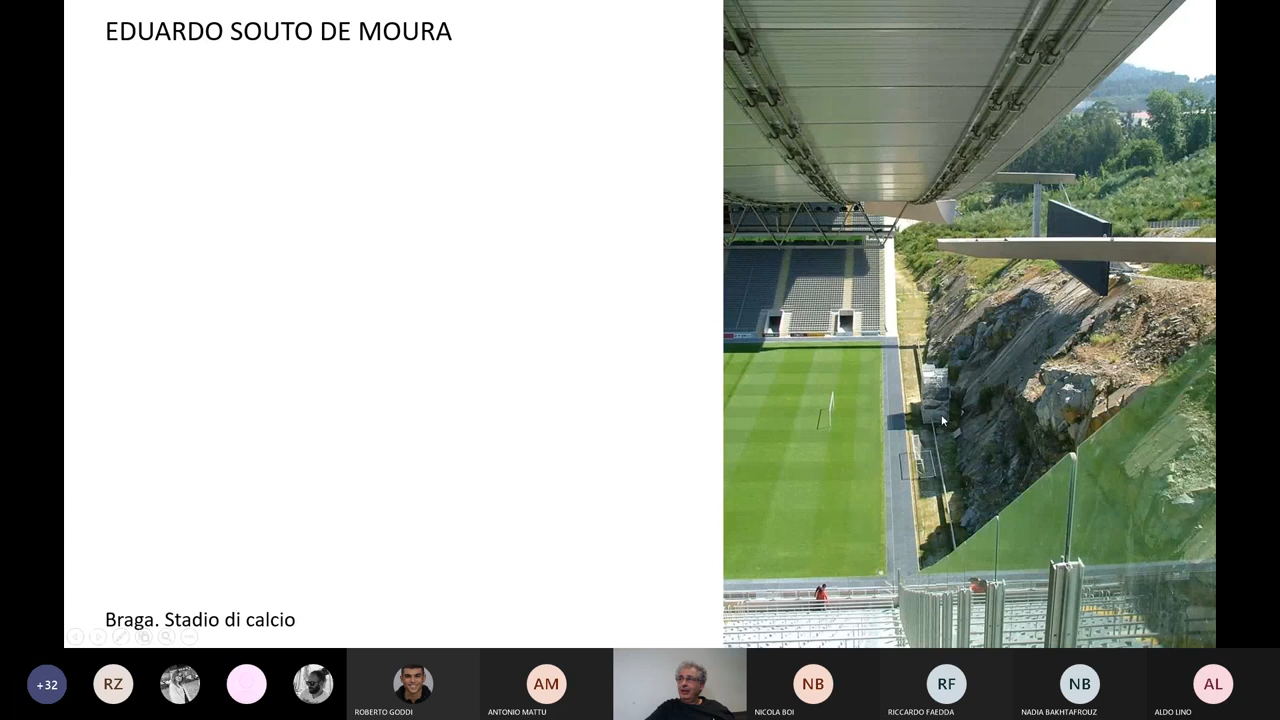 EDUARDO SOUTO DE MOURA
Braga. Stadio di calcio
+32
RZ
ROBERTO GODDI
AM
ANTONIO MATTU
NB
NICOLA BOI
RF
RICCARDO FAEDDA
NB
NADIA BAKHTAFROUZ
AL
ALDO LINO